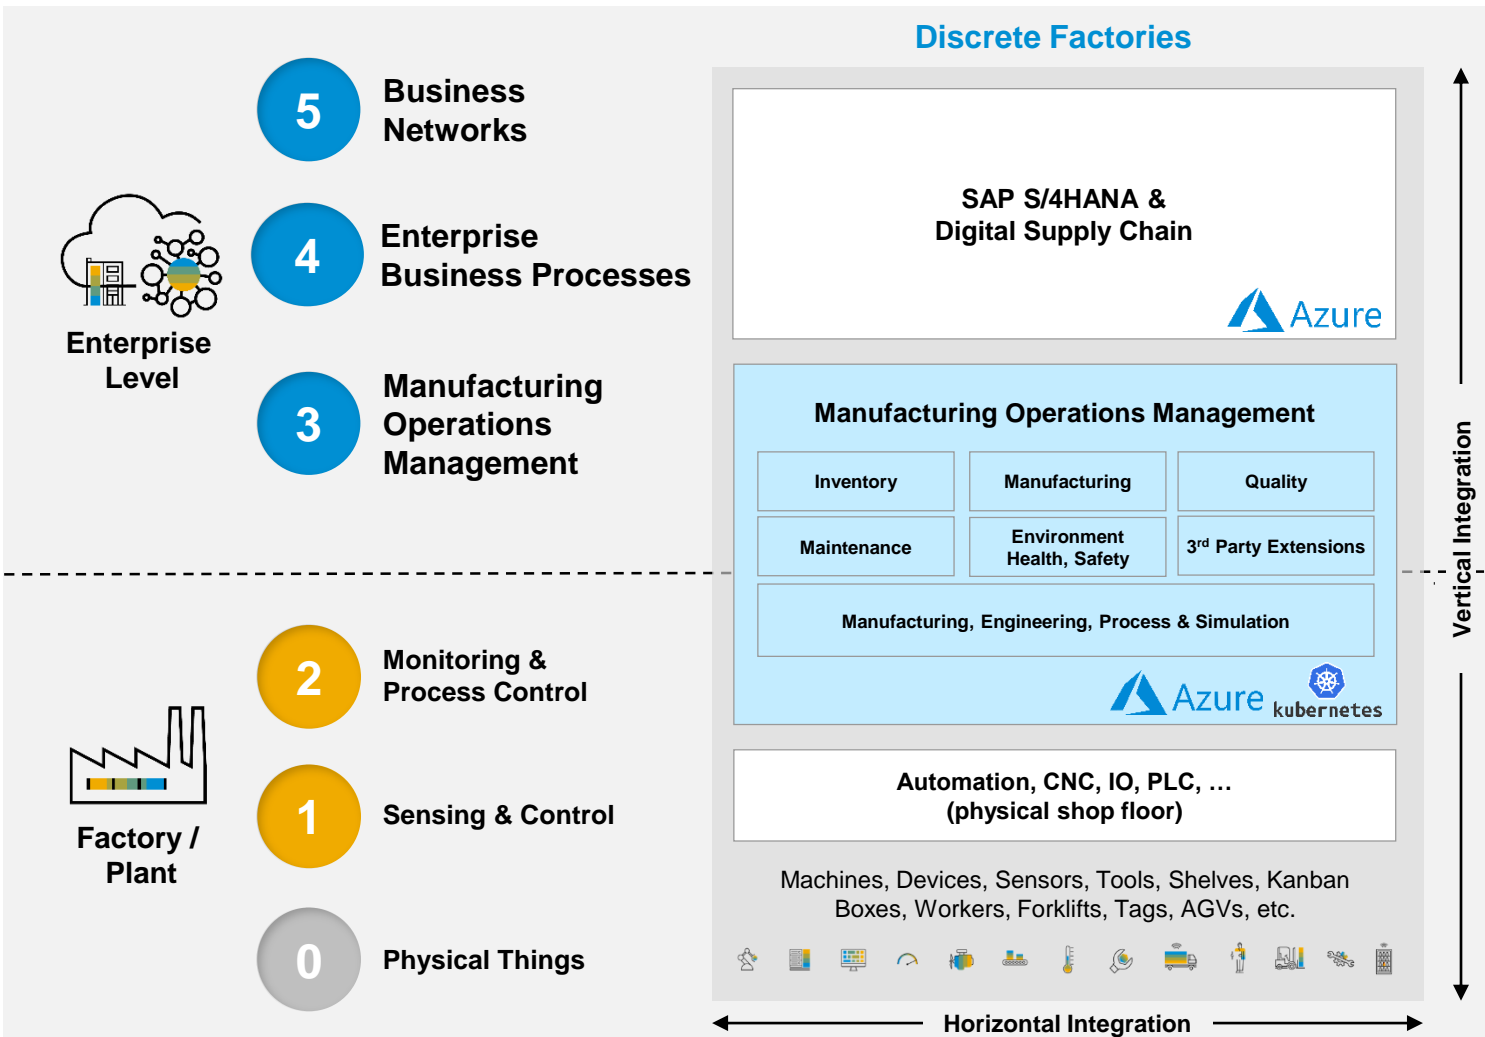 Discrete Factories
5
Business
Networks
4
Enterprise
Business Processes
Enterprise
Level
3
Manufacturing
Operations
Management
2
Monitoring &
Process Control
1
Sensing & Control
Factory /
Plant
0
Physical Things
SAP S/4HANA &
Digital Supply Chain
Azure
Manufacturing Operations Management
Inventory
Manufacturing
Quality
Maintenance
Environment
Health, Safety
3rd Party Extensions
Manufacturing, Engineering, Process & Simulation
Azure
kubernetes
Automation, CNC, IO, PLC, …
(physical shop floor)
Machines, Devices, Sensors, Tools, Shelves, Kanban
Boxes, Workers, Forklifts, Tags, AGVs, etc.
Vertical Integration
Horizontal Integration